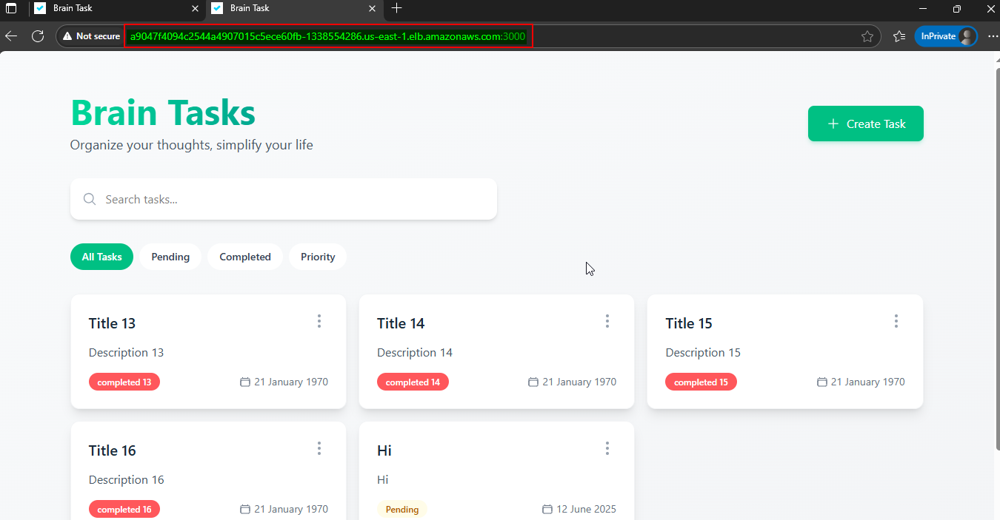 Brain Task
Brain Task
Not secure
a9047f4094c2544a4907015c5ece60fb-1338554286.us-east-1.elb.amazonaws.com:3000
InPrivate
Brain Tasks
Organize your thoughts, simplify your life
Create Task
Search tasks...
All Tasks
Pending
Completed
Priority
Title 13
Description 13
completed 13
21 January 1970
Title 14
Description 14
completed 14
21 January 1970
Title 15
Description 15
completed 15
21 January 1970
Title 16
Description 16
completed 16
21 January 1970
Hi
Hi
Pending
12 June 2025